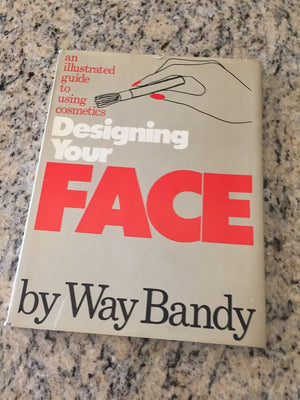 an
illustrated
guide
to
using
cosmetics
Designing
Your
FACE
by Way Bandy